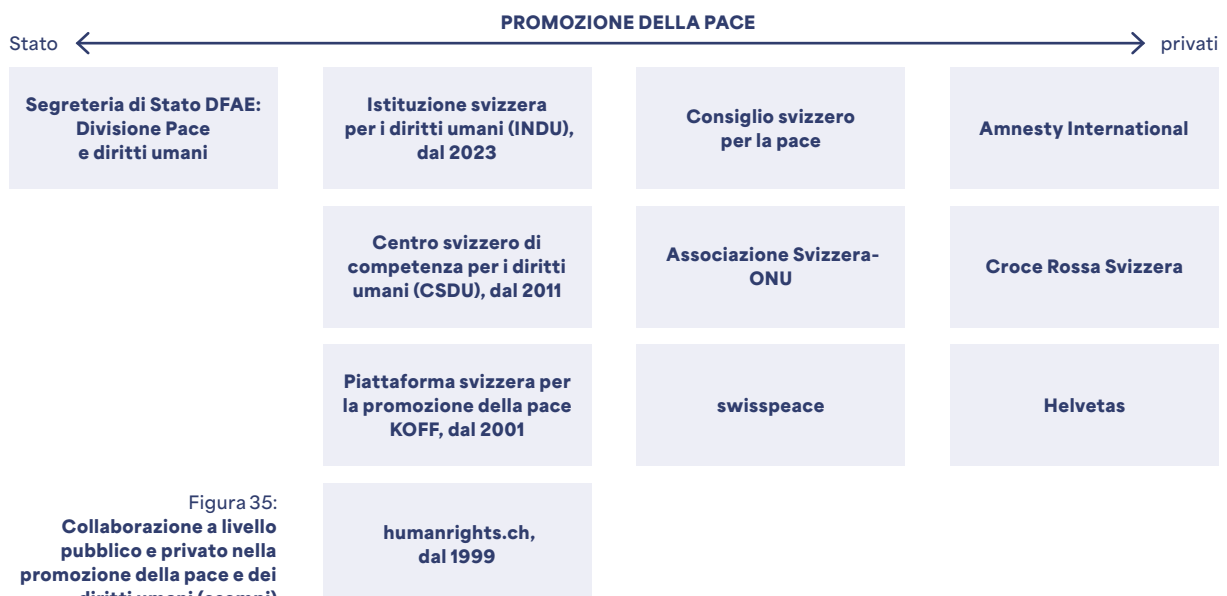 PROMOZIONE DELLA PACE
Stato
privati
Segreteria di Stato DFAE:
Divisione Pace
e diritti umani
Istituzione svizzera
per i diritti umani (INDU),
dal 2023
Consiglio svizzero
per la pace
Amnesty International
Centro svizzero di
competenza per i diritti
umani (CSDU), dal 2011
Associazione Svizzera-
ONU
Croce Rossa Svizzera
Piattaforma svizzera per
la promozione della pace
KOFF, dal 2001
swisspeace
Helvetas
humanrights.ch,
dal 1999
Figura 35:
Collaborazione a livello
pubblico e privato nella
promozione della pace e dei
diritti umani (esempi)